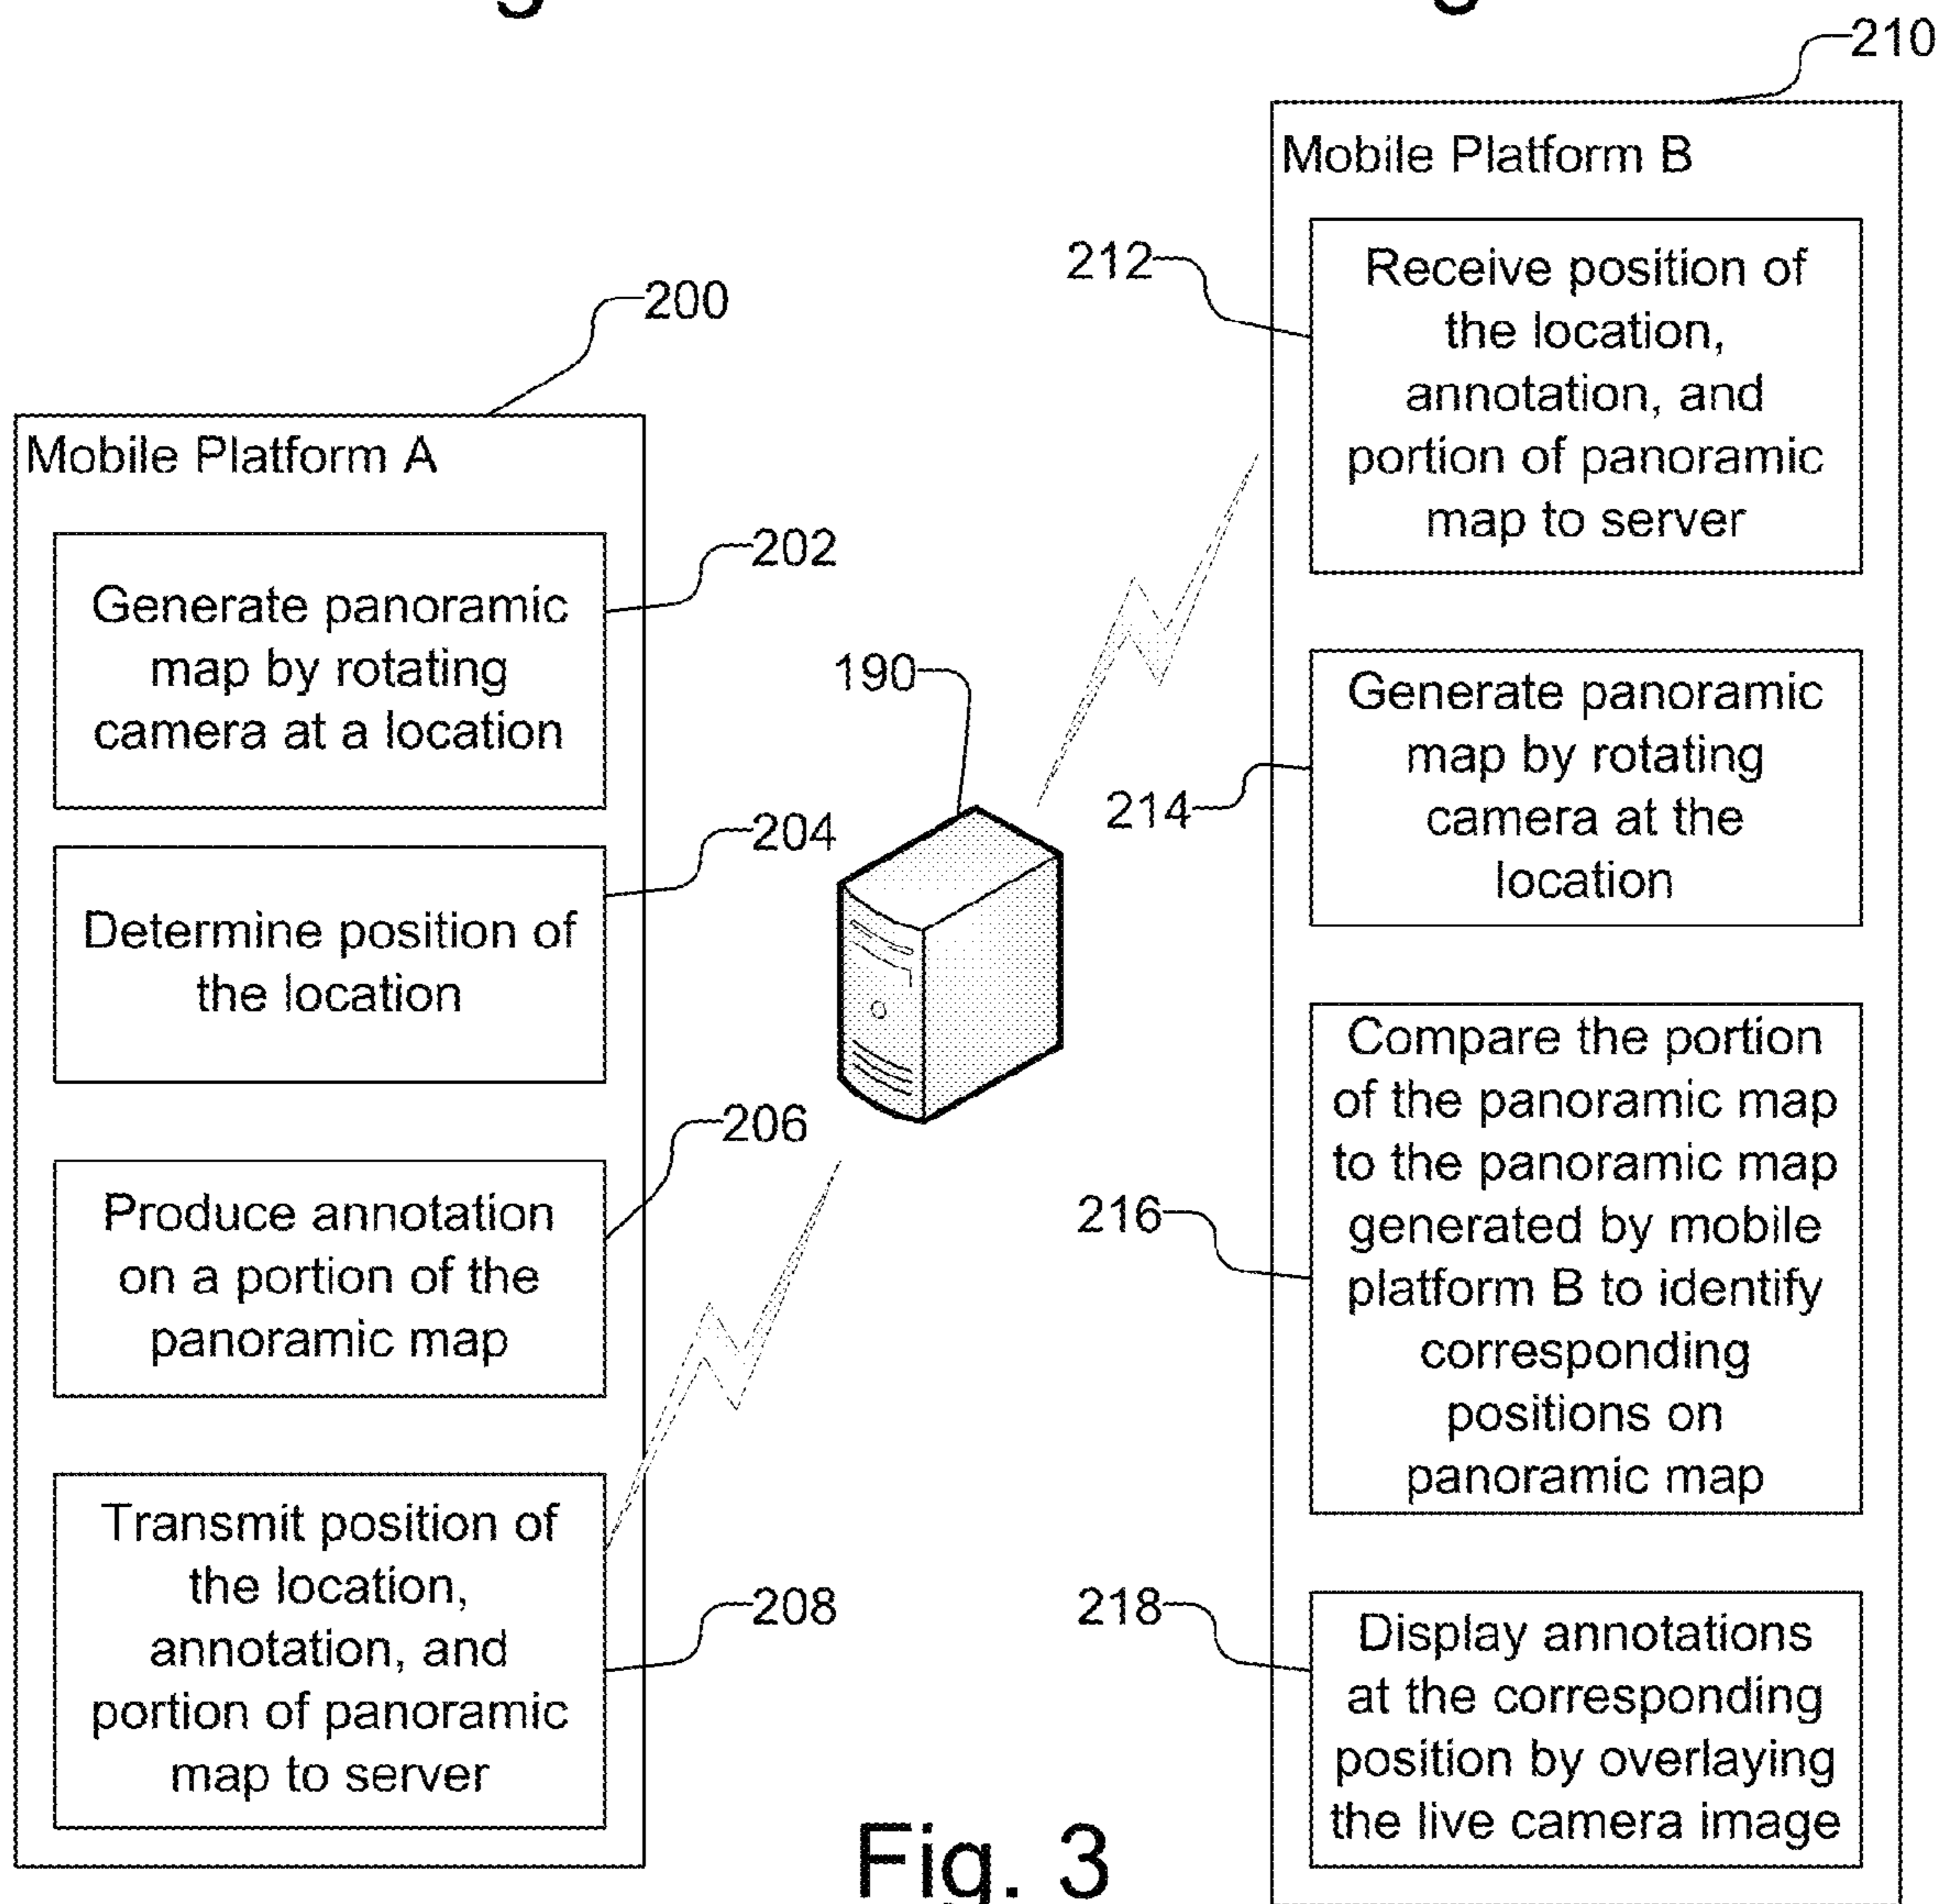 200
Mobile Platform A
202
Generate panoramic
map by rotating
camera at a location
204
Determine position of
the location
206
Produce annotation
on a portion of the
panoramic map
208
Transmit position of
the location,
annotation, and
portion of panoramic
map to server
190
210
Mobile Platform B
212
Receive position of
the location,
annotation, and
portion of panoramic
map to server
214
Generate panoramic
map by rotating
camera at the
location
216
Compare the portion
of the panoramic map
to the panoramic map
generated by mobile
platform B to identify
corresponding
positions on
panoramic map
218
Display annotations
at the corresponding
position by overlaying
the live camera image
Fig. 3